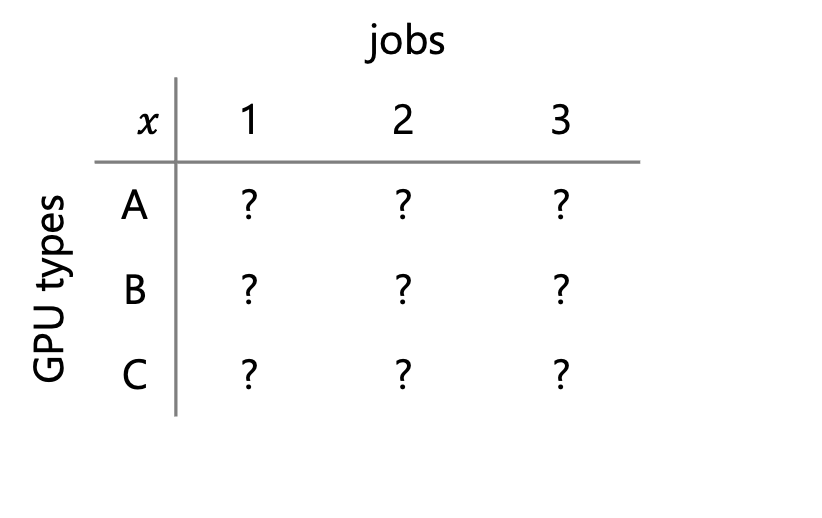 jobs
x 1 2 3
GPU types
A ? ? ?
B ? ? ?
C ? ? ?